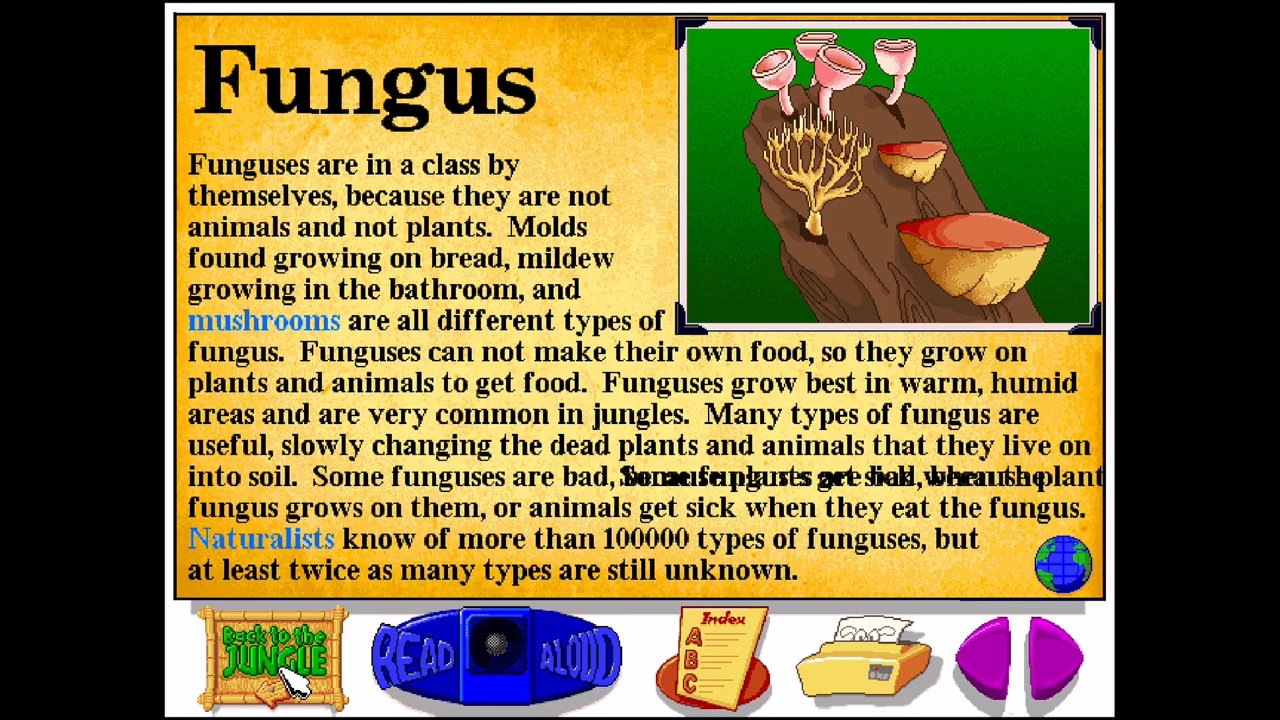 Fungus
Funguses are in a class by
themselves, because they are not
animals and not plants. Molds
found growing on bread, mildew
growing in the bathroom, and
mushrooms are all different types of
fungus. Funguses can not make their own food, so they grow on
plants and animals to get food. Funguses grow best in warm, humid
areas and are very common in jungles. Many types of fungus are
useful, slowly changing the dead plants and animals that they live on
into soil. Some funguses are bad,
fungus grows on them, or animals get sick when they eat the fungus.
Naturalists know of more than 100000 types of funguses, but
at least twice as many types are still unknown.
Back to the
JUNGLE
READ ALOUD
Index
A
B
C